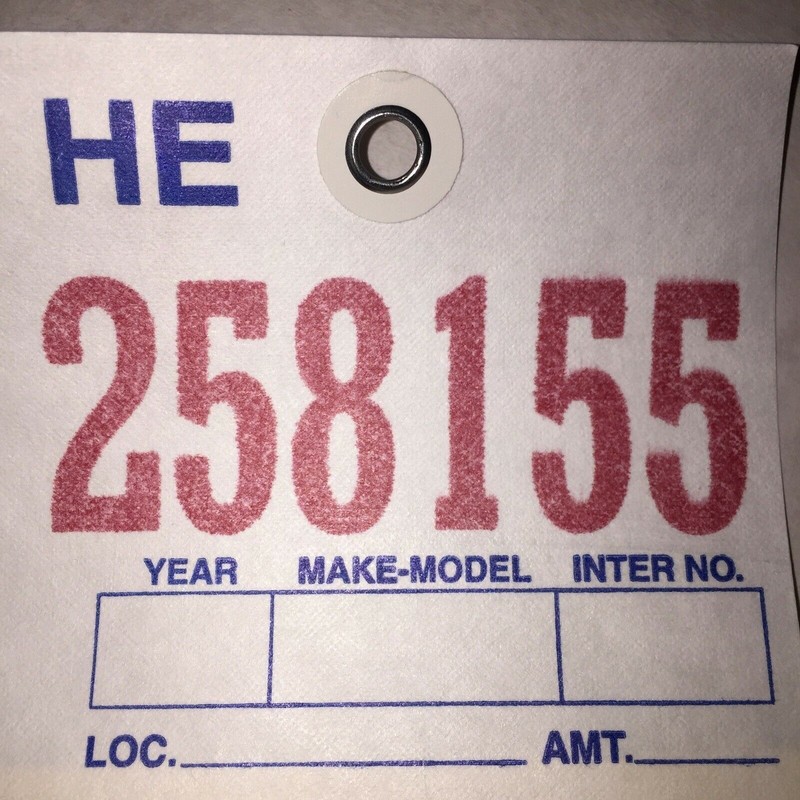 HE
258155
YEAR MAKE-MODEL INTER NO.
LOC. AMT.